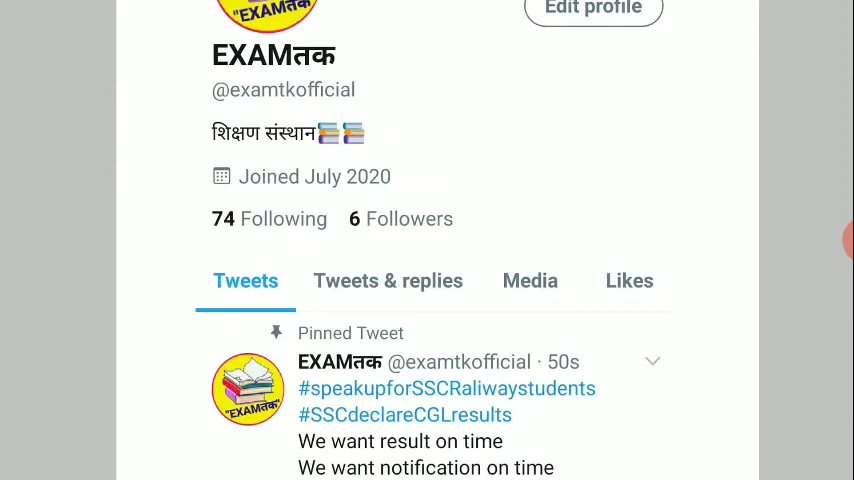 "EXAMतक
Edit profile
EXAMतक
@examtkofficial
शिक्षण संस्थान
Joined July 2020
74 Following 6 Followers
Tweets Tweets & replies Media Likes
Pinned Tweet
EXAMतक @examtkofficial · 50s
#speakupforSSCRaliwaystudents
#SSCdeclareCGLresults
"EXAMतक"
We want result on time
We want notification on time